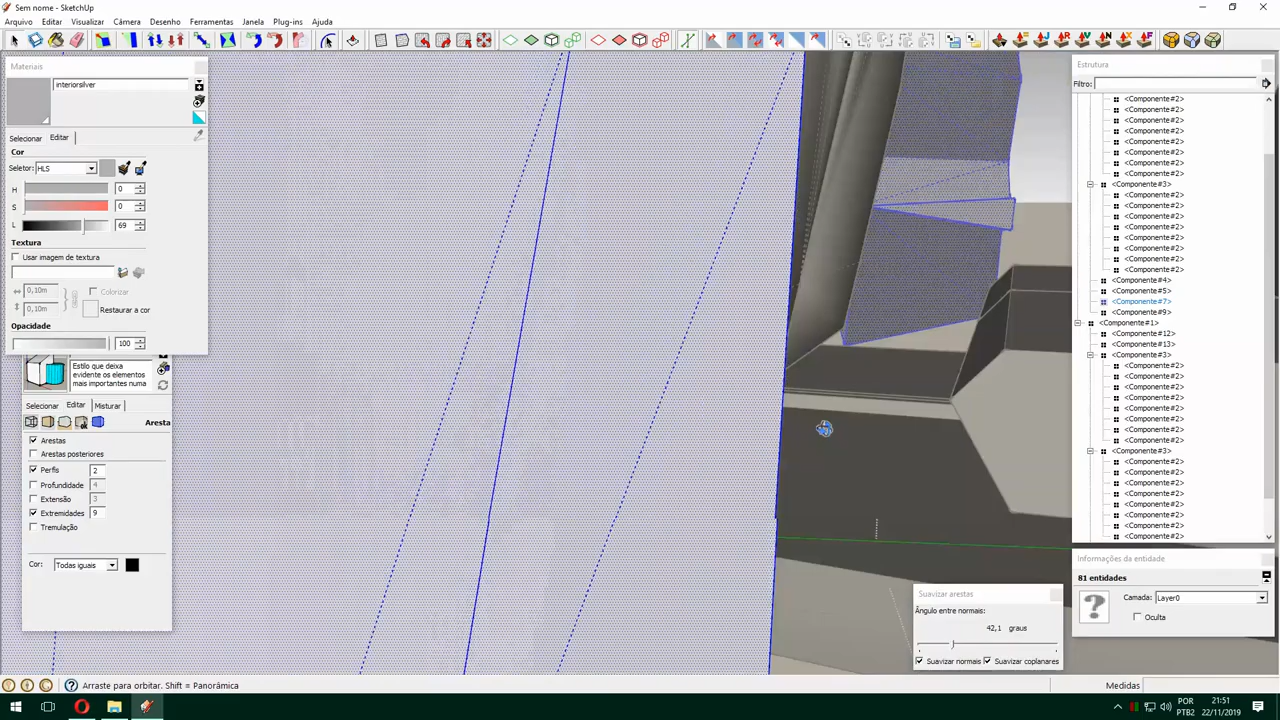 Sem nome - SketchUp
Arquivo Editar Visualizar Câmera Desenho Ferramentas Janela Plug-ins Ajuda
Materiais
interiorsilver
Selecionar Editar
Cor
Seletor: HLS
H 0
S 0
L 69
Textura
Usar imagem de textura
0,10m
Colorizar
0,10m
Restaurar a cor
Opacidade
100
Estilo que deixa
evidente os elementos
mais importantes numa
Selecionar Editar Misturar
Aresta
Arestas
Arestas posteriores
Perfis 2
Profundidade 4
Extensão 3
Extremidades 9
Tremulação
Cor: Todas iguais
Estrutura
Filtro:
<Componente#2>
<Componente#2>
<Componente#2>
<Componente#2>
<Componente#2>
<Componente#2>
<Componente#2>
<Componente#2>
<Componente#3>
<Componente#2>
<Componente#2>
<Componente#2>
<Componente#2>
<Componente#2>
<Componente#2>
<Componente#2>
<Componente#2>
<Componente#4>
<Componente#5>
<Componente#7>
<Componente#9>
<Componente#1>
<Componente#12>
<Componente#13>
<Componente#3>
<Componente#2>
<Componente#2>
<Componente#2>
<Componente#2>
<Componente#2>
<Componente#2>
<Componente#2>
<Componente#2>
<Componente#3>
<Componente#2>
<Componente#2>
<Componente#2>
<Componente#2>
<Componente#2>
<Componente#2>
<Componente#2>
<Componente#2>
Informações da entidade
81 entidades
Camada: Layer0
Oculta
Suavizar arestas
Ângulo entre normais:
42,1 graus
Suavizar normais Suavizar coplanares
Arraste para orbitar. Shift = Panorâmica
Medidas
POR
PTB2
21:51
22/11/2019